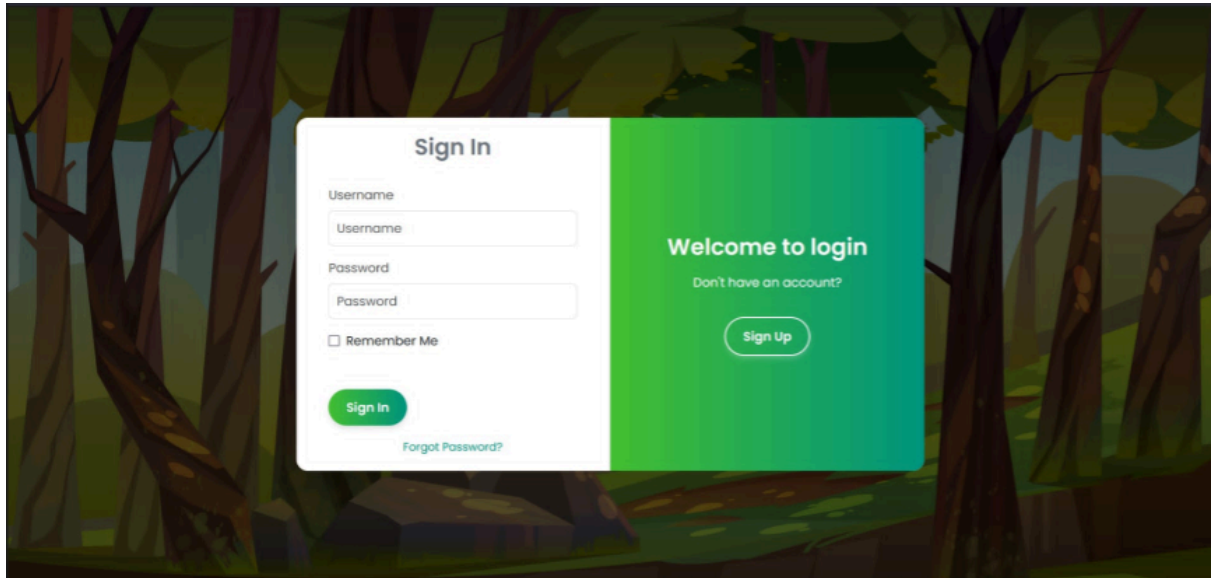 Sign In
Username
Username
Password
Password
Remember Me
Sign In
Forgot Password?
Welcome to login
Don't have an account?
Sign Up